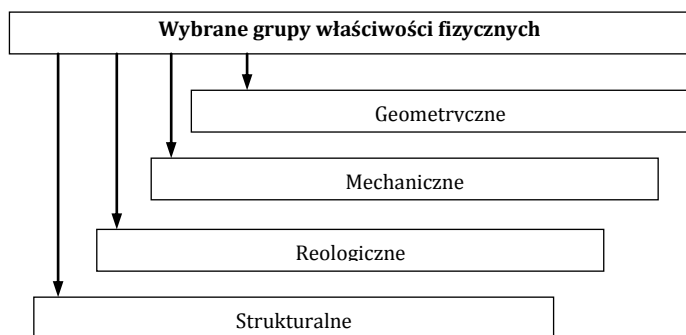 Wybrane grupy właściwości fizycznych
Geometryczne
Mechaniczne
Reologiczne
Strukturalne